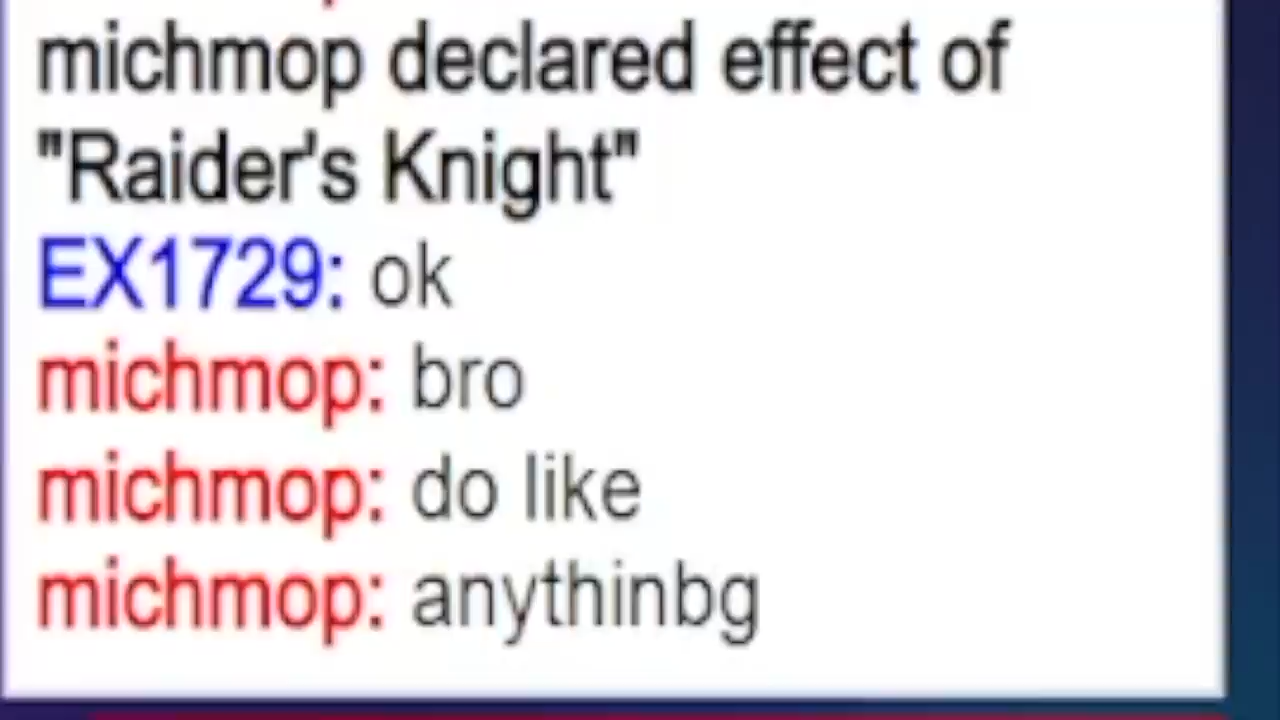 michmop declared effect of
"Raider's Knight"
EX1729: ok
michmop: bro
michmop: do like
michmop: anythinbg